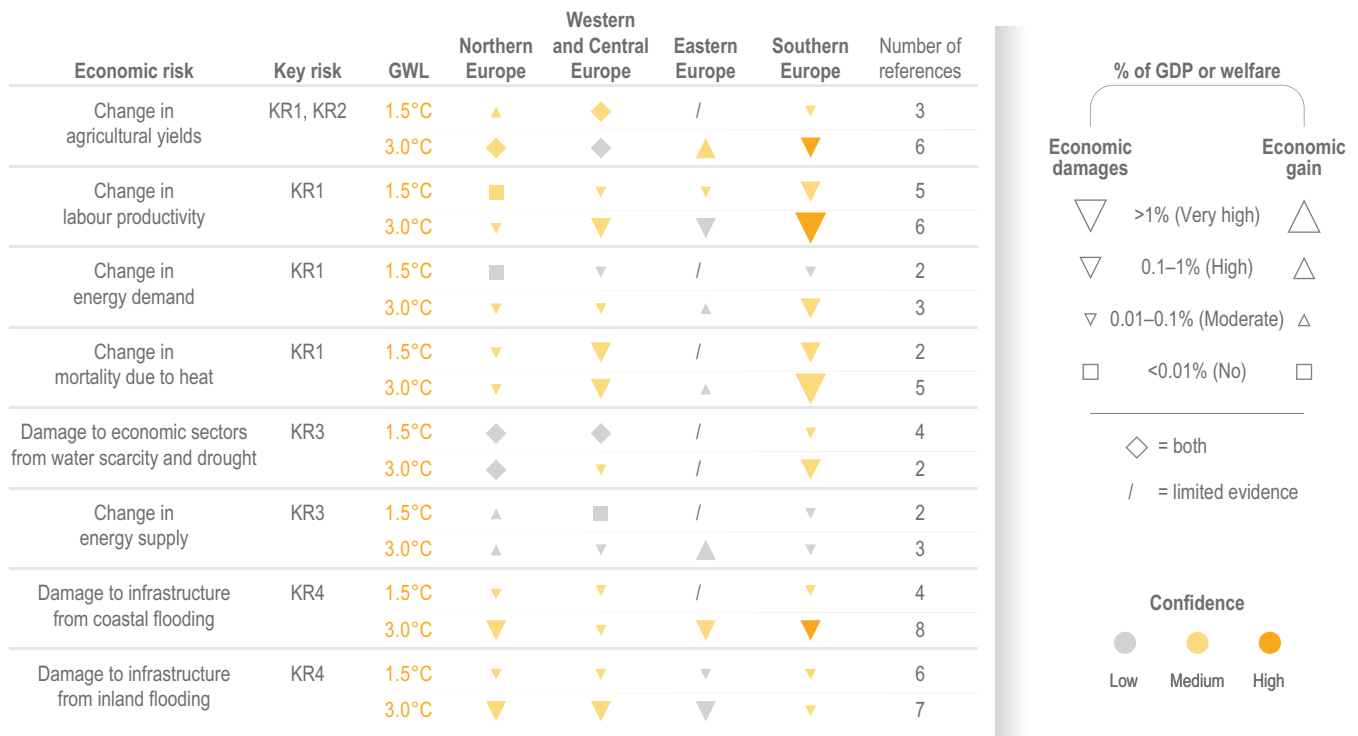 Economic risk Key risk GWL Northern Europe Western and Central Europe Eastern Europe Southern Europe Number of references
Change in KR1, KR2 1.5°C / 3
agricultural yields
3.0°C 6
Change in KR1 1.5°C 5
labour productivity
3.0°C 6
Change in KR1 1.5°C / 2
energy demand
3.0°C 3
Change in KR1 1.5°C / 2
mortality due to heat
3.0°C 5
Damage to economic sectors KR3 1.5°C / 4
from water scarcity and drought
3.0°C / 2
Change in KR3 1.5°C / 2
energy supply
3.0°C 3
Damage to infrastructure KR4 1.5°C / 4
from coastal flooding
3.0°C 8
Damage to infrastructure KR4 1.5°C 6
from inland flooding
3.0°C 7
% of GDP or welfare
Economic damages
Economic gain
>1% (Very high)
0.1–1% (High)
0.01–0.1% (Moderate)
<0.01% (No)
= both
/ = limited evidence
Confidence
Low Medium High